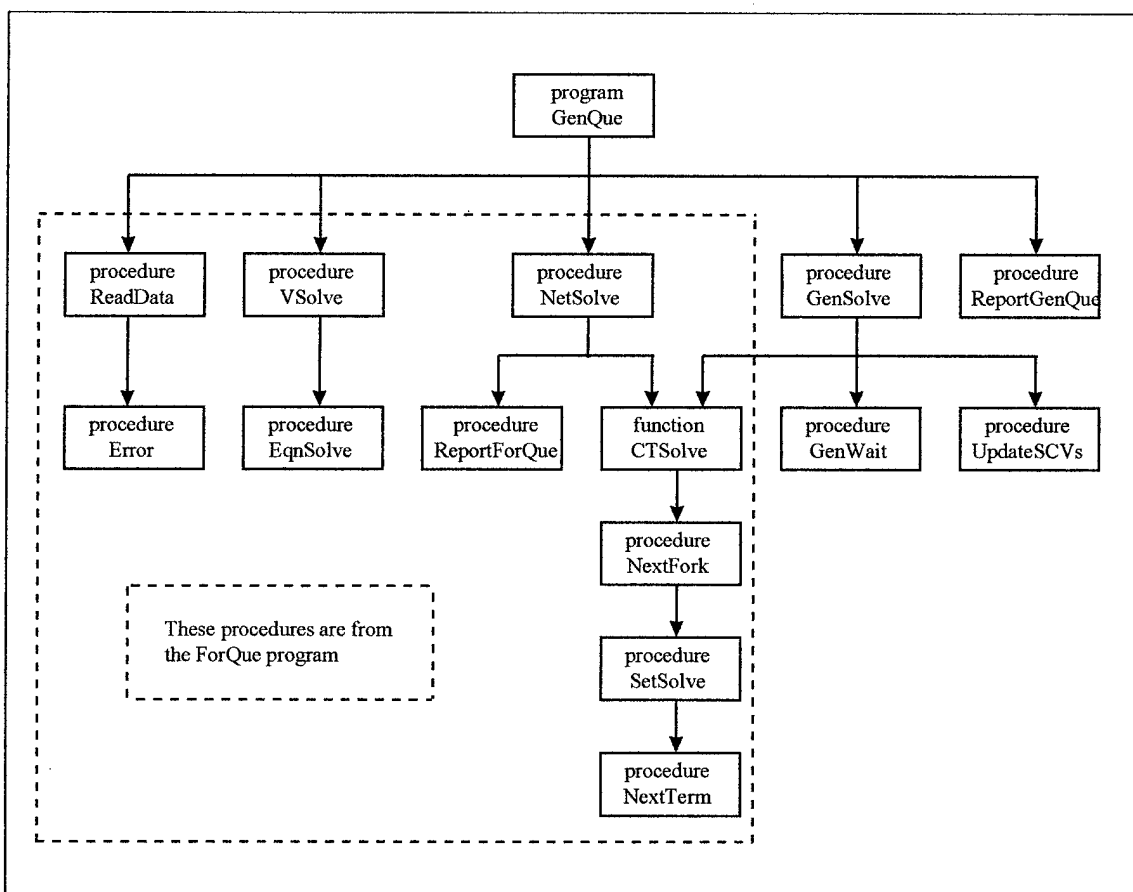 program
GenQue
procedure
ReadData
procedure
VSolve
procedure
NetSolve
procedure
GenSolve
procedure
ReportGenQue
procedure
Error
procedure
EqnSolve
procedure
ReportForQue
function
CTSolve
procedure
GenWait
procedure
UpdateSCVs
procedure
NextFork
These procedures are from
the ForQue program
procedure
SetSolve
procedure
NextTerm